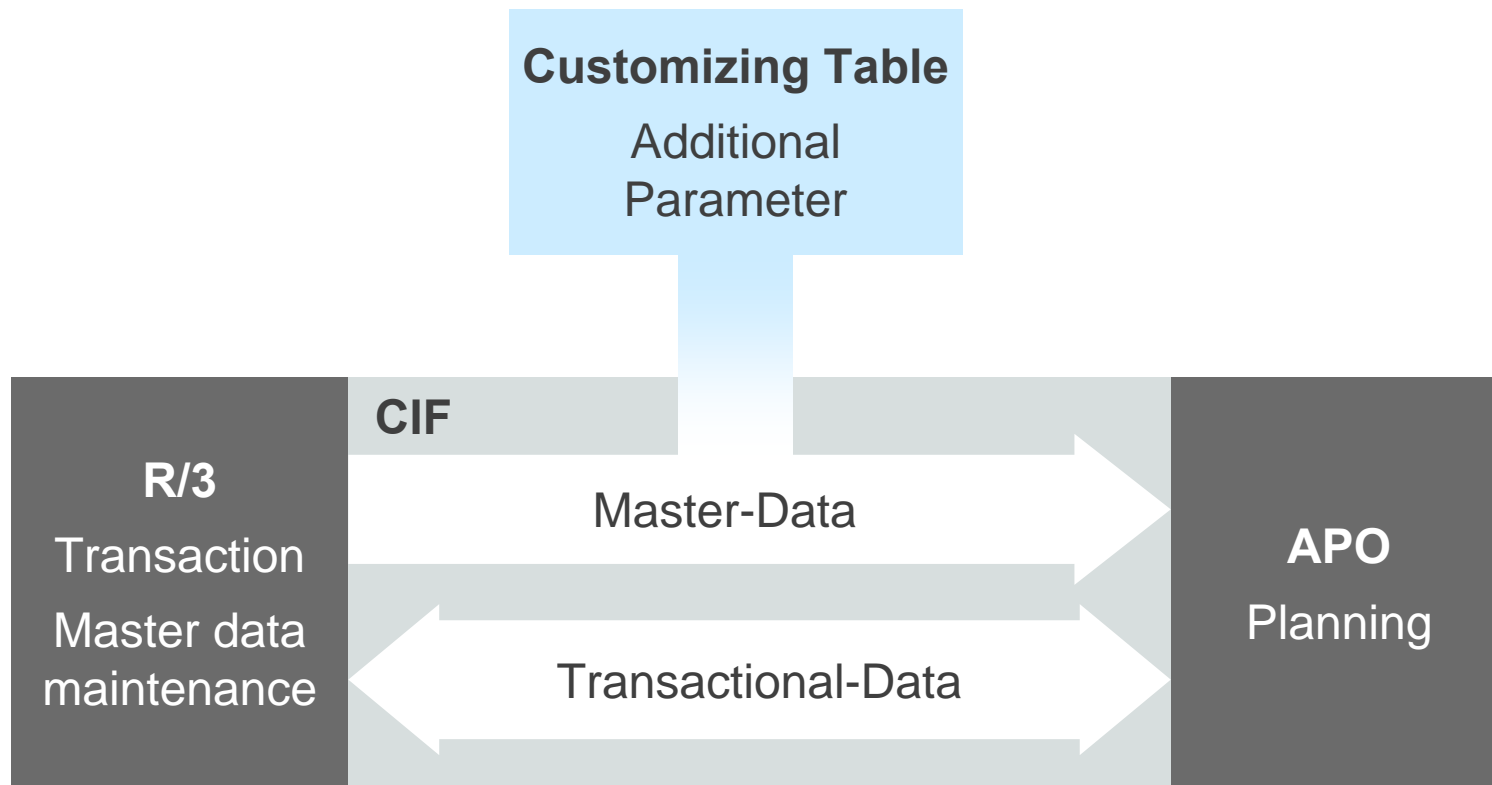 Customizing Table
Additional
Parameter
CIF
R/3
Transaction
Master data
maintenance
Master-Data
Transactional-Data
APO
Planning